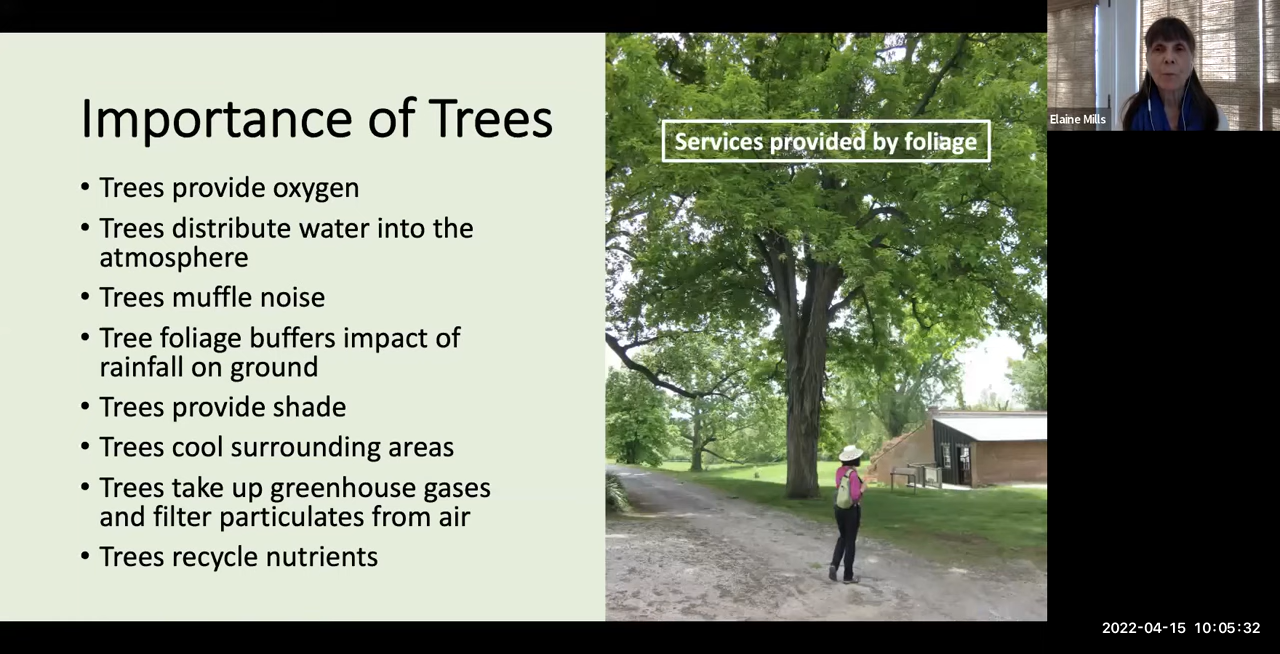 Importance of Trees
• Trees provide oxygen
• Trees distribute water into the
atmosphere
• Trees muffle noise
• Tree foliage buffers impact of
rainfall on ground
• Trees provide shade
• Trees cool surrounding areas
• Trees take up greenhouse gases
and filter particulates from air
• Trees recycle nutrients
Services provided by foliage
Elaine Mills
2022-04-15 10:05:32